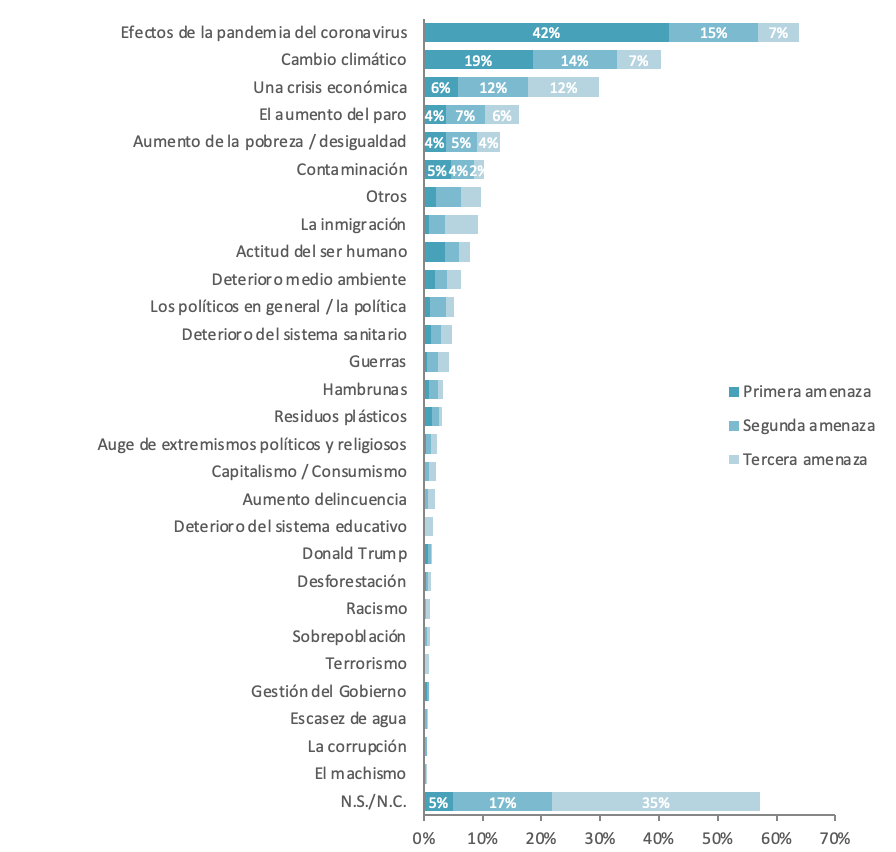 Efectos de la pandemia del coronavirus 42% 15% 7%
Cambio climático 19% 14% 7%
Una crisis económica 6% 12% 12%
El aumento del paro 4% 7% 6%
Aumento de la pobreza / desigualdad 4% 5% 4%
Contaminación 5% 4% 2%
Otros
La inmigración
Actitud del ser humano
Deterioro medio ambiente
Los políticos en general / la política
Deterioro del sistema sanitario
Guerras
Hambrunas
Residuos plásticos
Auge de extremismos políticos y religiosos
Capitalismo / Consumismo
Aumento delincuencia
Deterioro del sistema educativo
Donald Trump
Desforestación
Racismo
Sobrepoblación
Terrorismo
Gestión del Gobierno
Escasez de agua
La corrupción
El machismo
N.S./N.C. 5% 17% 35%
0% 10% 20% 30% 40% 50% 60% 70%
Primera amenaza
Segunda amenaza
Tercera amenaza